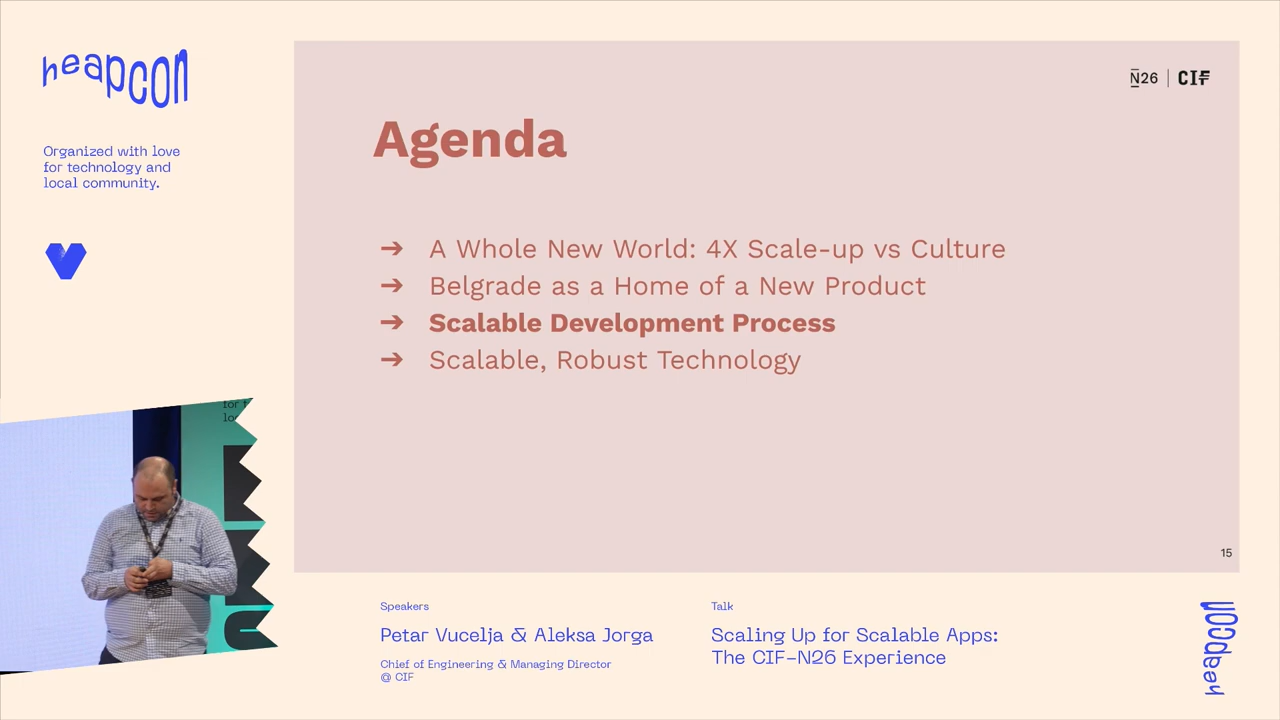 heapcon
Organized with love
for technology and
local community.
N26 | CIF
Agenda
➔ A Whole New World: 4X Scale-up vs Culture
➔ Belgrade as a Home of a New Product
➔ Scalable Development Process
➔ Scalable, Robust Technology
15
for t
loc
Speakers
Petar Vucelja & Aleksa Jorga
Chief of Engineering & Managing Director
@ CIF
Talk
Scaling Up for Scalable Apps:
The CIF–N26 Experience
heapcon